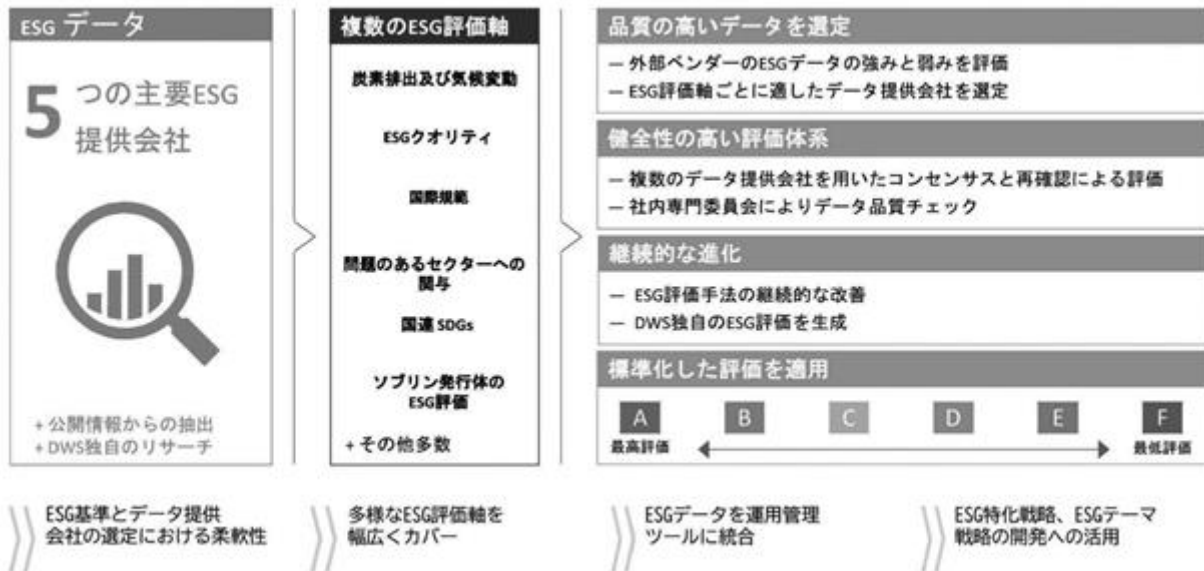 ESG データ
5 つの主要ESG
提供会社
+ 公開情報からの抽出
+ DWS独自のリサーチ
複数のESG評価軸
炭素排出及び気候変動
ESGクオリティ
国際規範
問題のあるセクターへの
関与
国連 SDGs
ソブリン発行体の
ESG評価
+ その他多数
品質の高いデータを選定
— 外部ベンダーのESGデータの強みと弱みを評価
— ESG評価軸ごとに適したデータ提供会社を選定
健全性の高い評価体系
— 複数のデータ提供会社を用いたコンセンサスと再確認による評価
— 社内専門委員会によりデータ品質チェック
継続的な進化
— ESG評価手法の継続的な改善
— DWS独自のESG評価を生成
標準化した評価を適用
A B C D E F
最高評価 最低評価
ESG基準とデータ提供
会社の選定における柔軟性
多様なESG評価軸を
幅広くカバー
ESGデータを運用管理
ツールに統合
ESG特化戦略、ESGテーマ
戦略の開発への活用